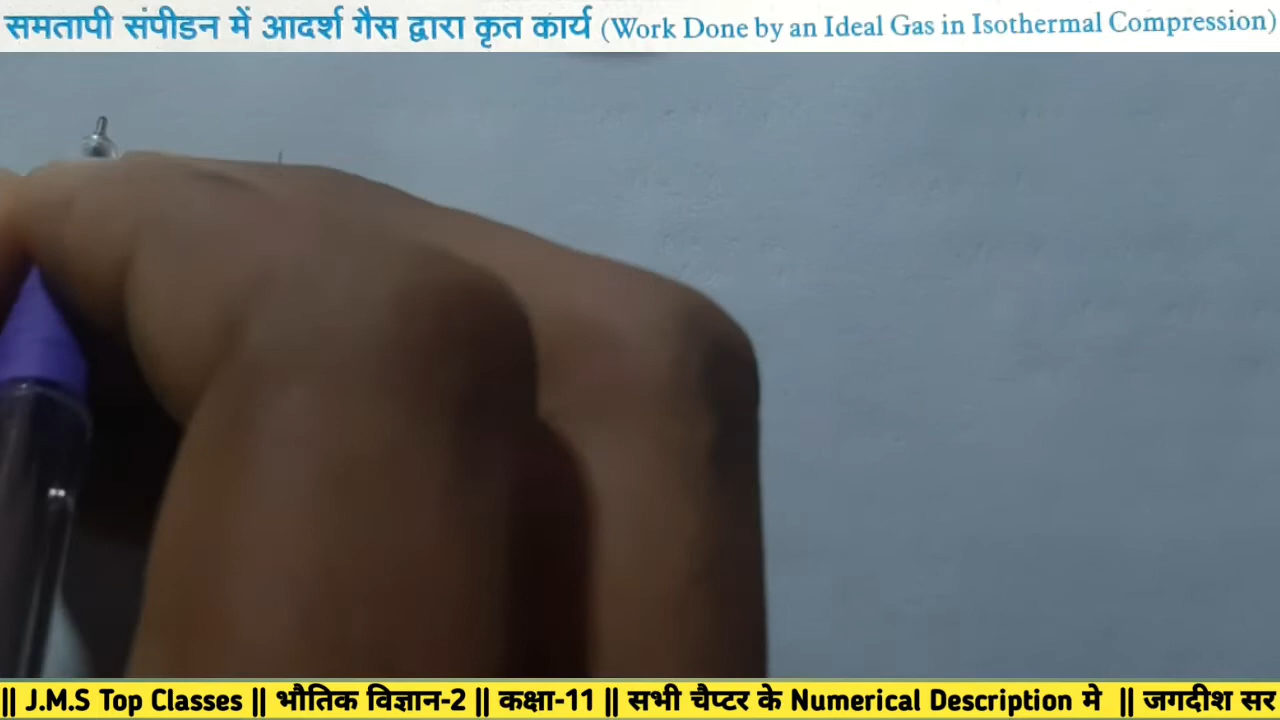 समतापी संपीडन में आदर्श गैस द्वारा कृत कार्य (Work Done by an Ideal Gas in Isothermal Compression)
|| J.M.S Top Classes || भौतिक विज्ञान-2 || कक्षा-11 || सभी चैप्टर के Numerical Description मे || जगदीश सर